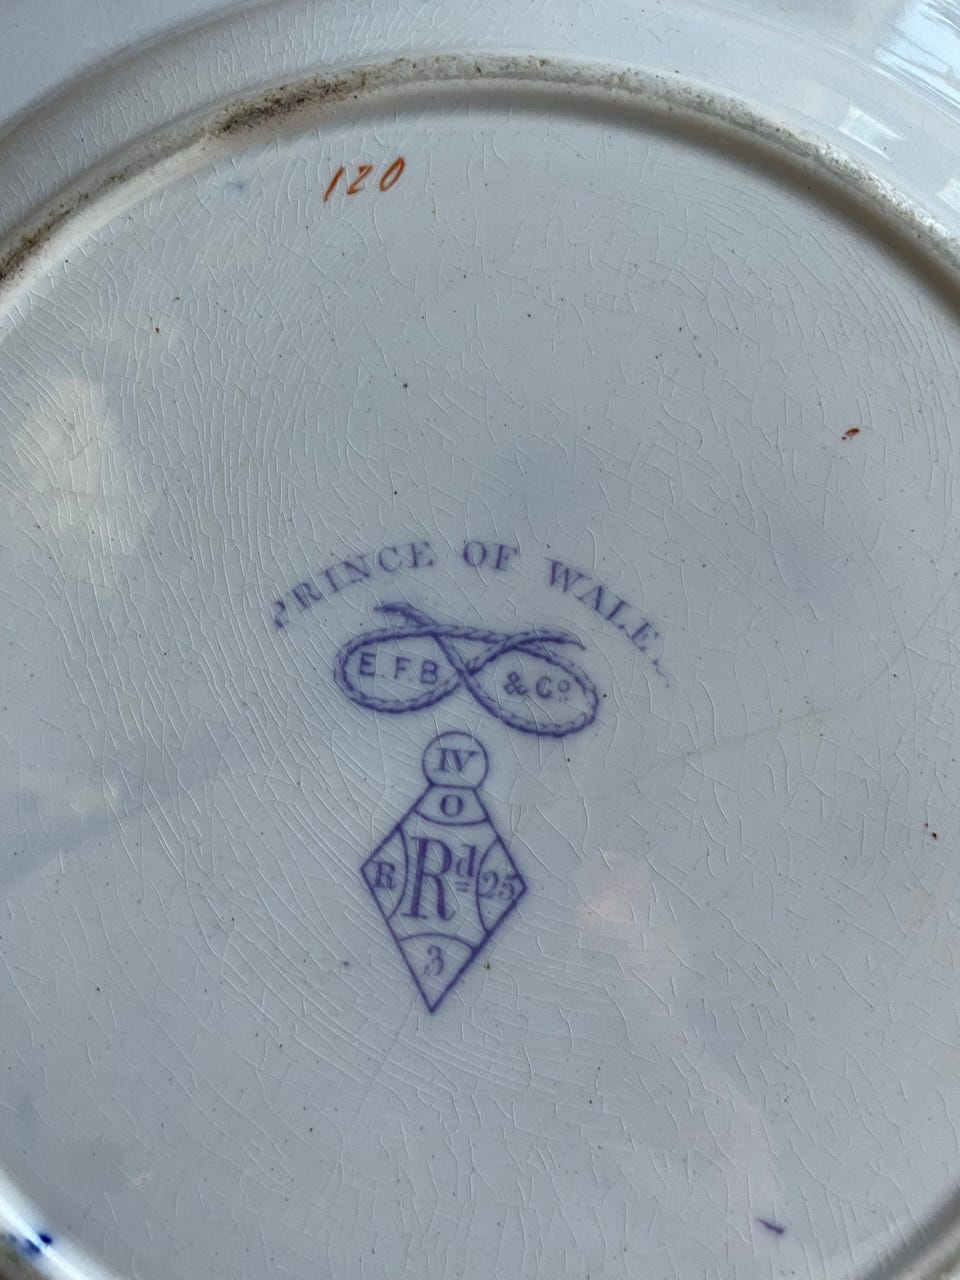 120
PRINCE OF WALES
E.F.B & Co
IV
O
R Rd 25
3